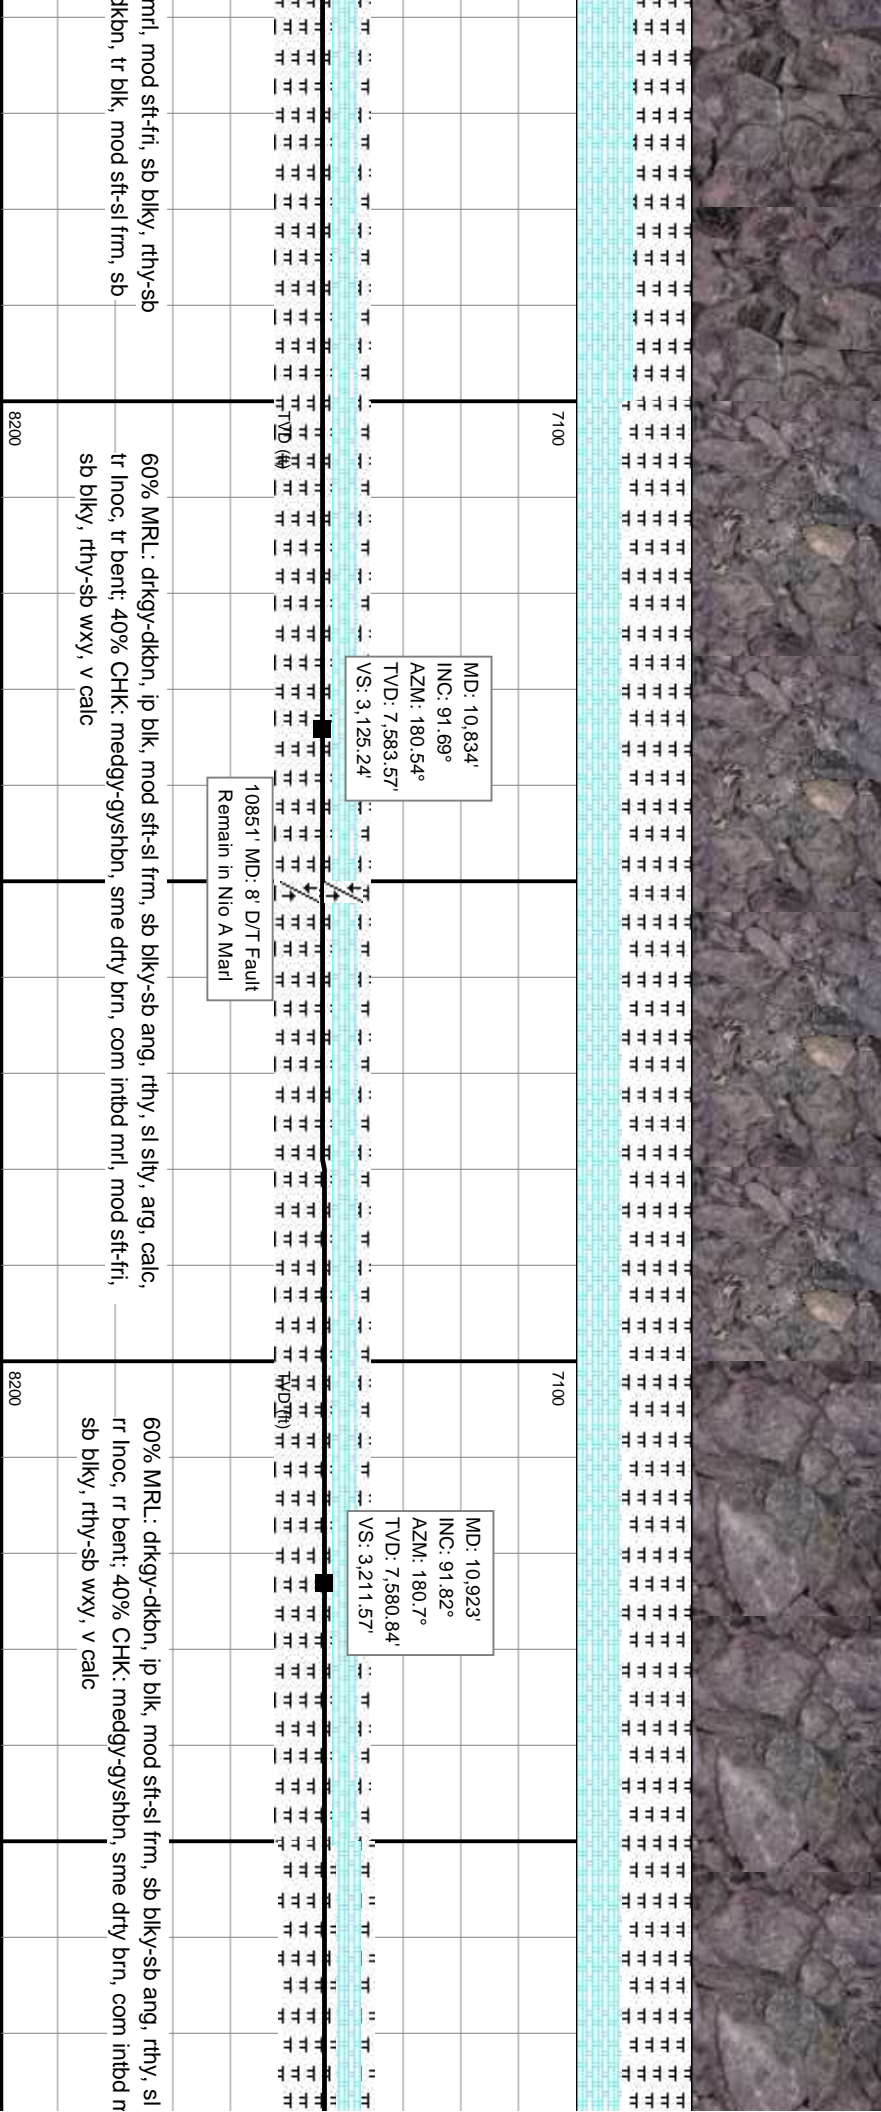 mrl, mod sft-fri, sb blky, rthy-sb
dkbn, tr blk, mod sft-sl frm, sb
8200
TVD (ft)
7100
60% MRL: drkgy-dkbn, ip blk, mod sft-sl frm, sb blky-sb ang, rthy, sl slty, arg, calc,
tr Inoc, tr bent; 40% CHK: medgy-gyshbn, sme drty brn, com intbd mrl, mod sft-fri,
sb blky, rthy-sb wxy, v calc
MD: 10,834'
INC: 91.69°
AZM: 180.54°
TVD: 7,583.57'
VS: 3,125.24'
10851' MD: 8' D/T Fault
Remain in Nio A Marl
8200
TVD (ft)
7100
60% MRL: drkgy-dkbn, ip blk, mod sft-sl frm, sb blky-sb ang, rthy, sl
rr Inoc, rr bent; 40% CHK: medgy-gyshbn, sme drty brn, com intbd m
sb blky, rthy-sb wxy, v calc
MD: 10,923'
INC: 91.82°
AZM: 180.7°
TVD: 7,580.84'
VS: 3,211.57'